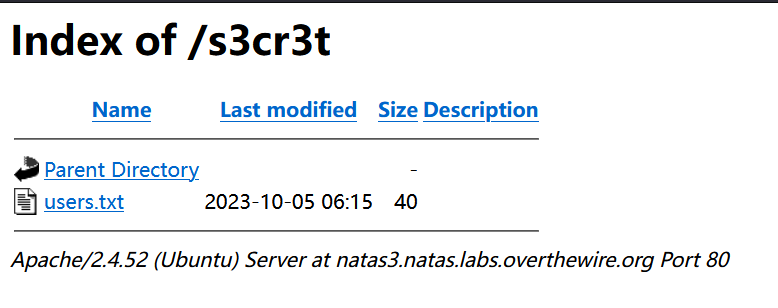 Index of /s3cr3t
Name Last modified Size Description
Parent Directory -
users.txt 2023-10-05 06:15 40
Apache/2.4.52 (Ubuntu) Server at natas3.natas.labs.overthewire.org Port 80